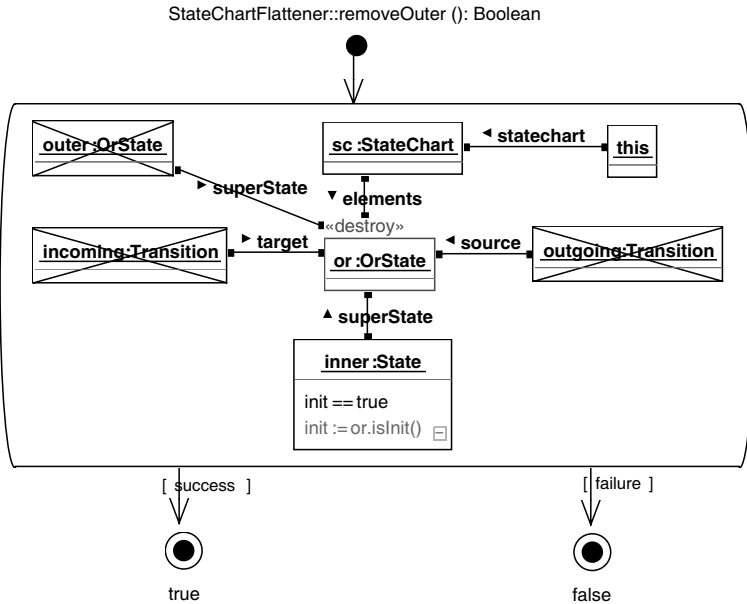 StateChartFlattener::removeOuter (): Boolean
outer :OrState
sc :StateChart
◄ statechart
this
► superState
▼ elements
«destroy»
incoming:Transition
► target
or :OrState
◄ source
outgoing:Transition
▲ superState
inner :State
init == true
init := or.isInit()
[ success ]
[ failure ]
true
false